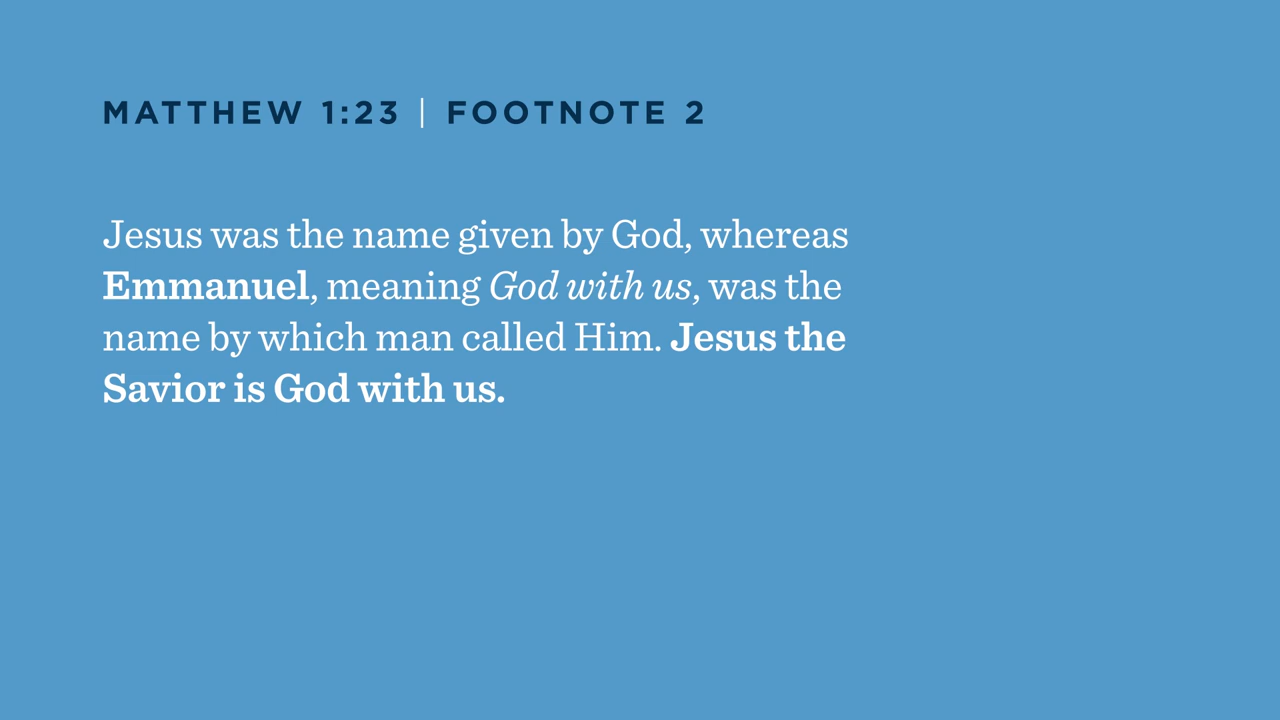 MATTHEW 1:23 | FOOTNOTE 2
Jesus was the name given by God, whereas
Emmanuel, meaning God with us, was the
name by which man called Him. Jesus the
Savior is God with us.